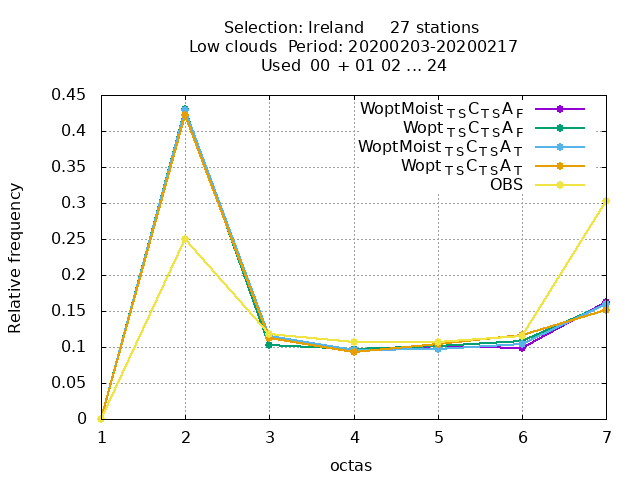 Selection: Ireland 27 stations
Low clouds Period: 20200203-20200217
Used 00 + 01 02 ... 24
WoptMoist TS C TS A F
Wopt TS C TS A F
WoptMoist TS C TS A T
Wopt TS C TS A T
OBS
Relative frequency
0.45
0.4
0.35
0.3
0.25
0.2
0.15
0.1
0.05
0
1 2 3 4 5 6 7
octas